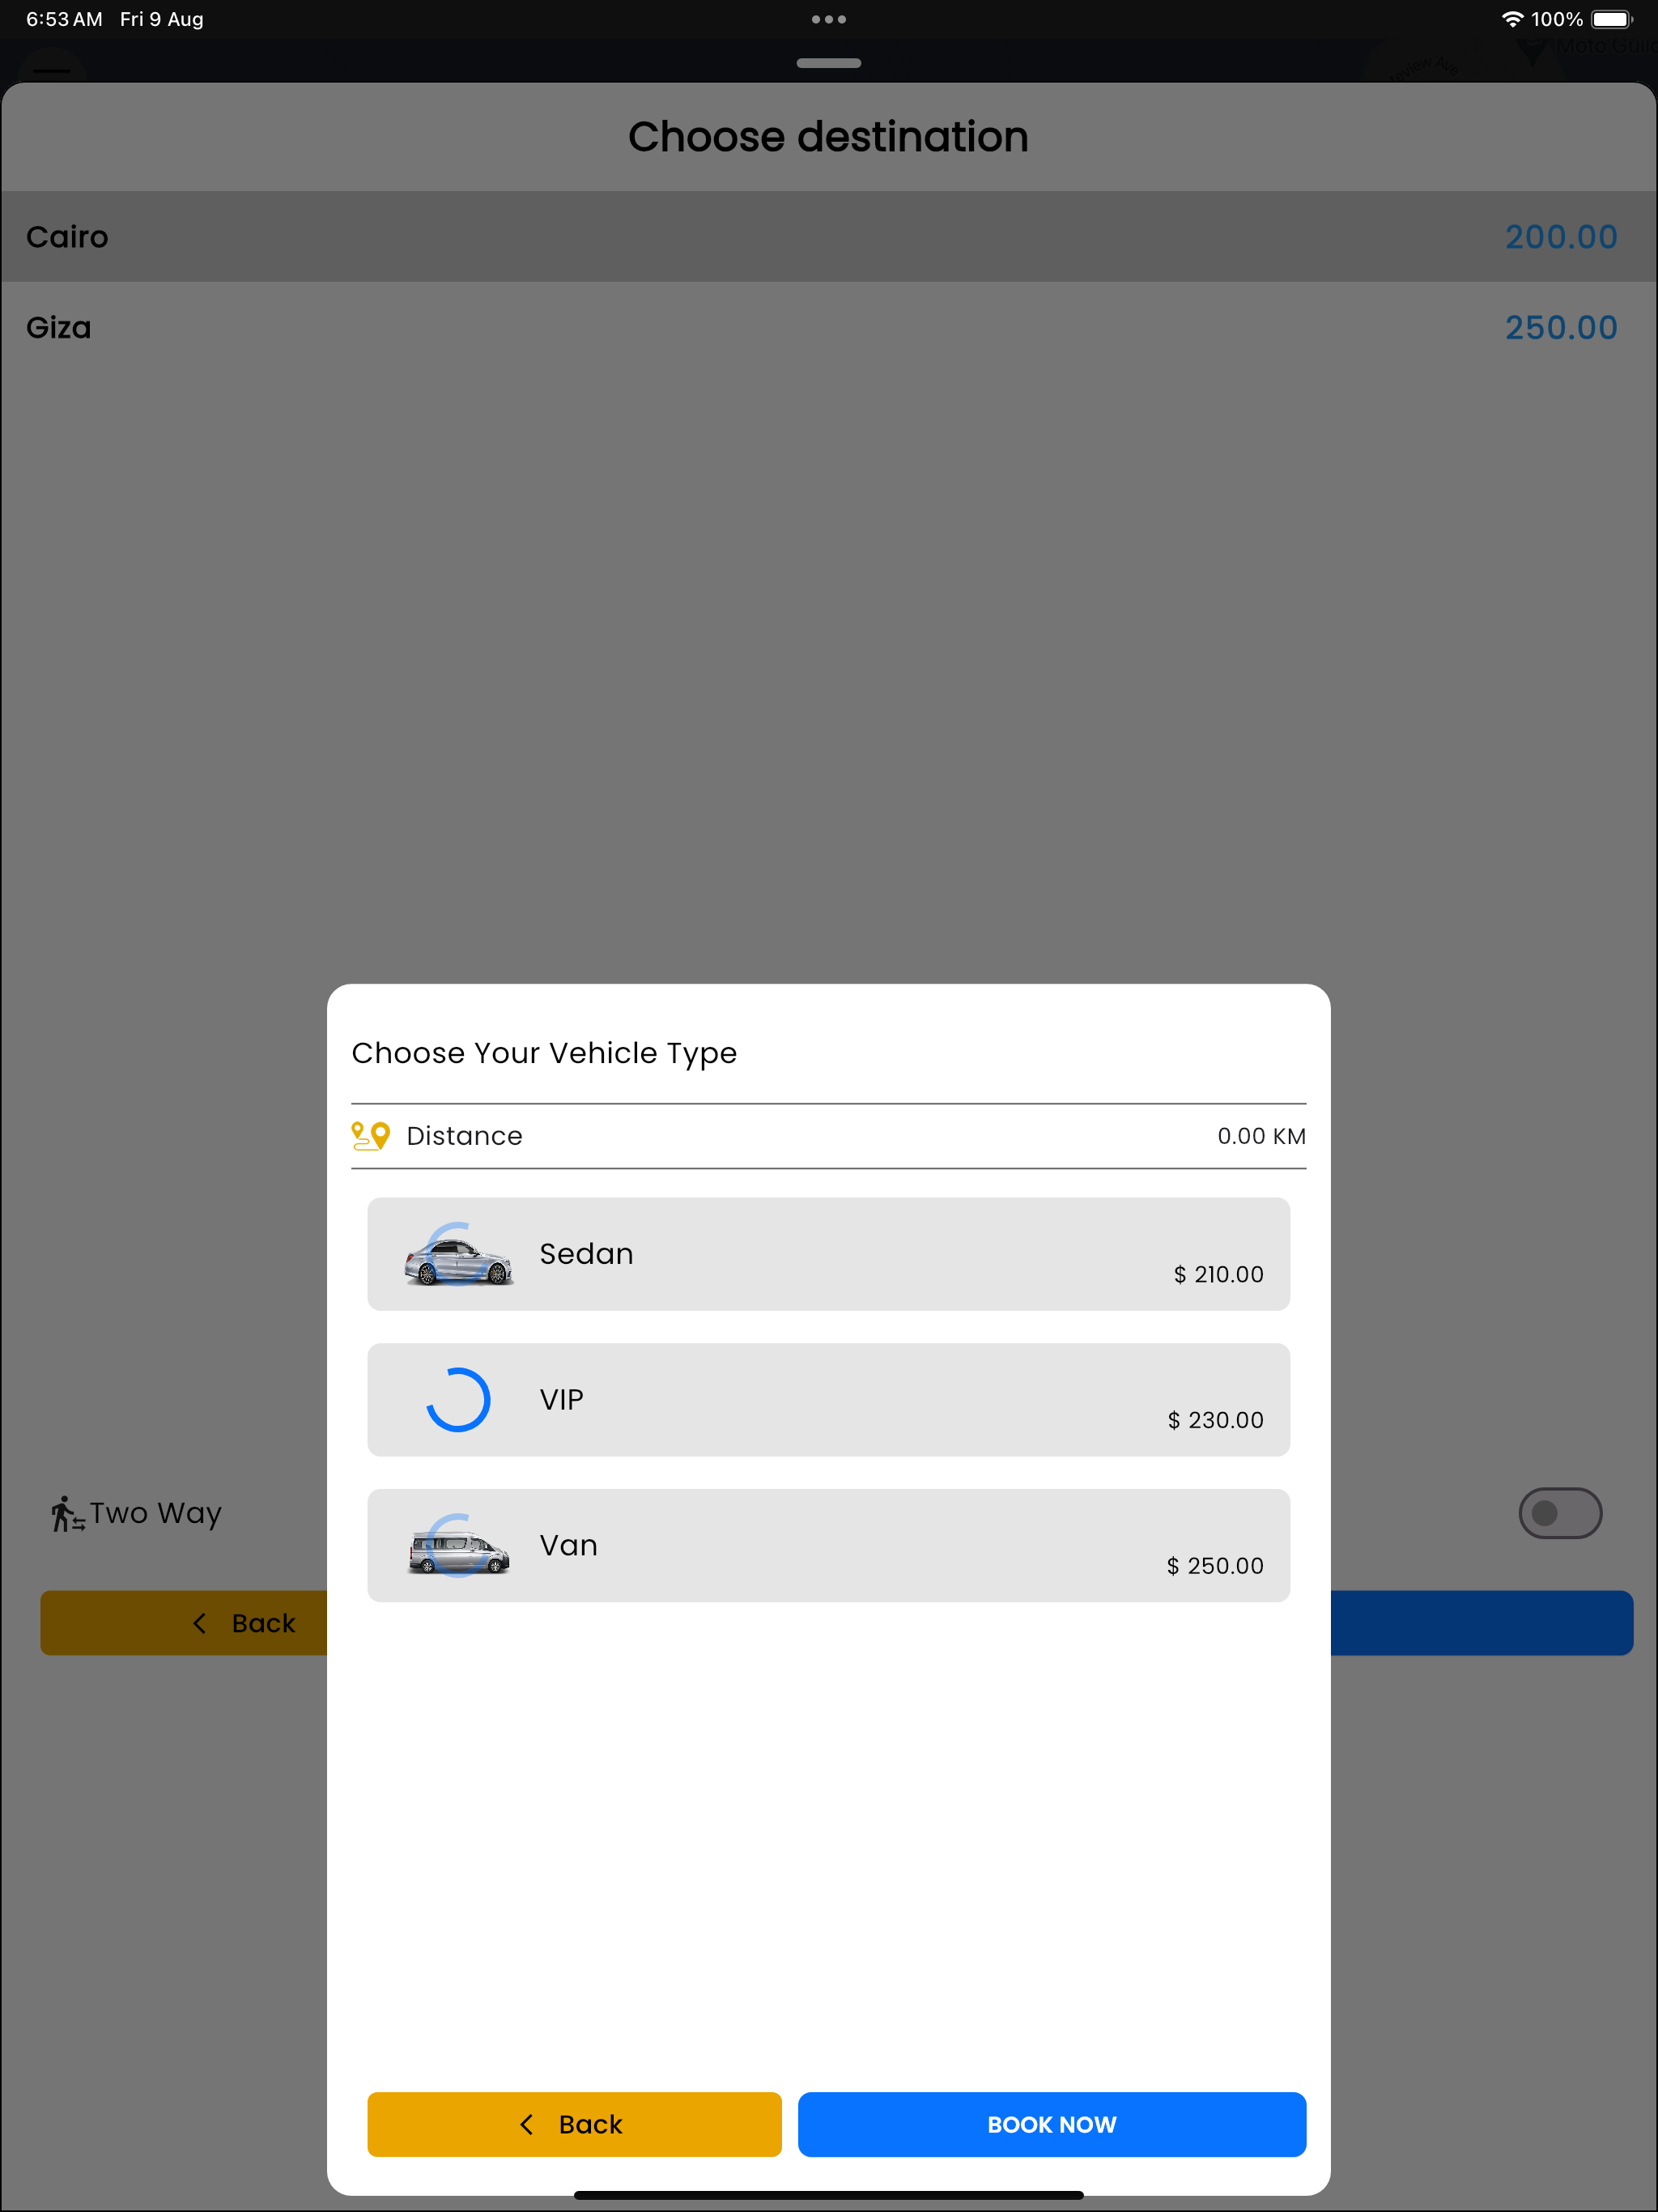 6:53 AM Fri 9 Aug 100%
Moto Guild
Choose destination
Cairo 200.00
Giza 250.00
Choose Your Vehicle Type
Distance 0.00 KM
Sedan
$ 210.00
VIP
$ 230.00
Van
$ 250.00
Two Way
Back
Back BOOK NOW